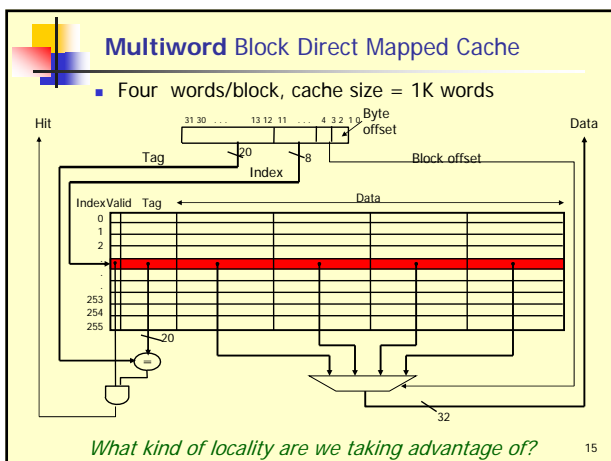 Multiword Block Direct Mapped Cache
Four words/block, cache size = 1K words
Hit
31 30 . . . 13 12 11 . . . 4 3 2 1 0
Byte offset
Data
20
8
Tag
Index
Block offset
Index Valid Tag
Data
0
1
2
.
.
.
253
254
255
20
=
32
What kind of locality are we taking advantage of?
15